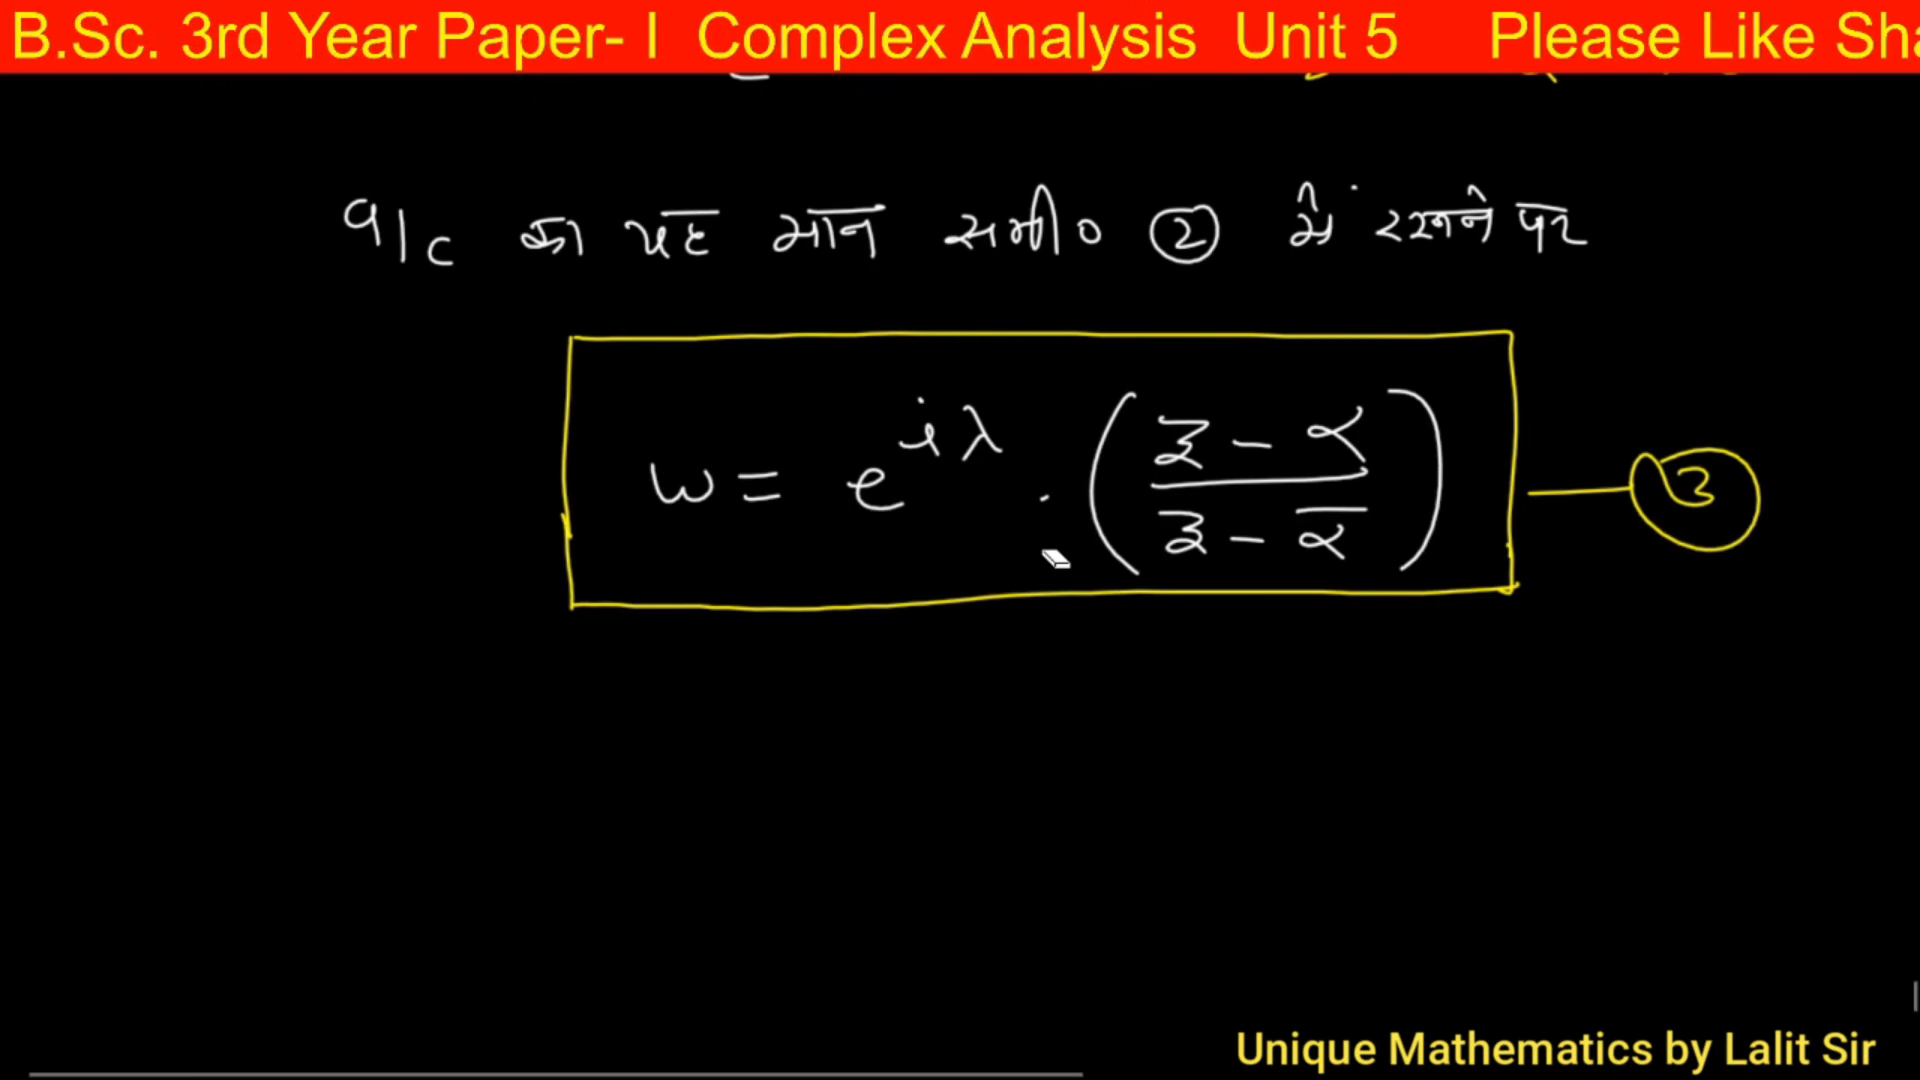 B.Sc. 3rd Year Paper- I Complex Analysis Unit 5 Please Like Sha
a/c का यह मान समी० ② में रखने पर
w = e^{iλ} · ( (z - α) / (z - ᾱ) ) — ③
Unique Mathematics by Lalit Sir